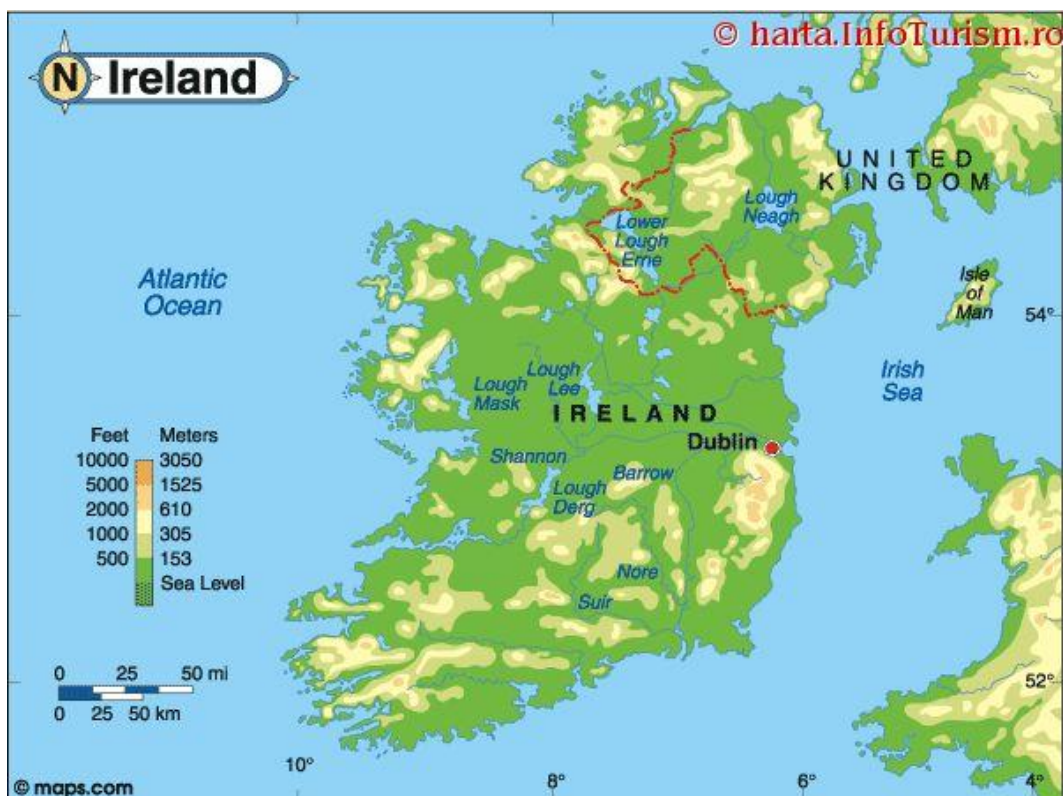 © harta.InfoTurism.ro
N Ireland
UNITED
KINGDOM
Lough
Neagh
Lower
Lough
Erne
Atlantic
Ocean
Isle
of
Man
54°
Irish
Sea
Lough
Lee
Lough
Mask
IRELAND
Dublin
Shannon
Barrow
Lough
Derg
Nore
Suir
Feet Meters
10000 3050
5000 1525
2000 610
1000 305
500 153
Sea Level
0 25 50 mi
0 25 50 km
52°
10° 8° 6° 4°
© maps.com